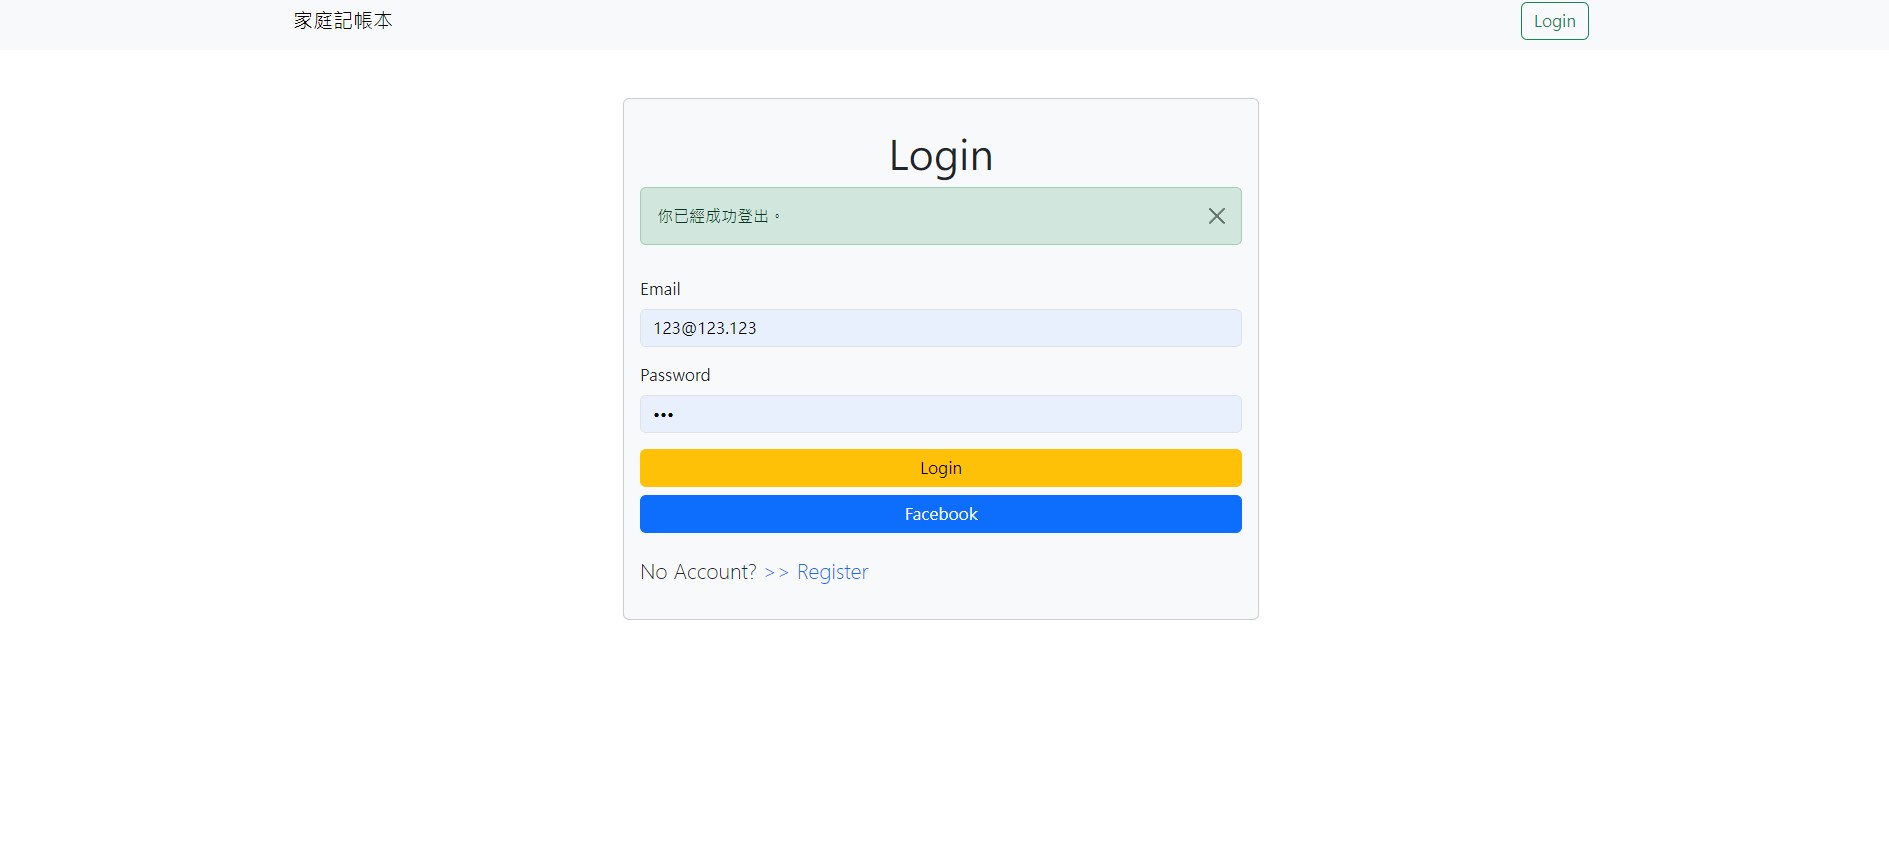 家庭記帳本
Login
Login
你已經成功登出。
Email
123@123.123
Password
•••
Login
Facebook
No Account? >> Register